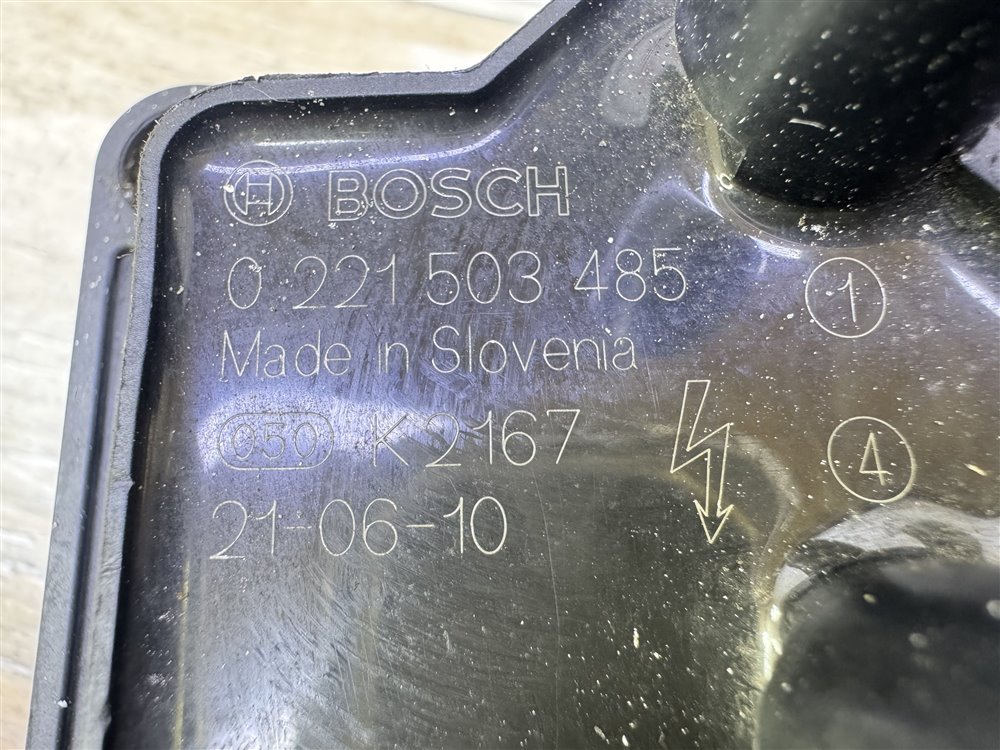 H BOSCH
0 221 503 485
1
Made in Slovenia
050 K 2167
4
21-06-10